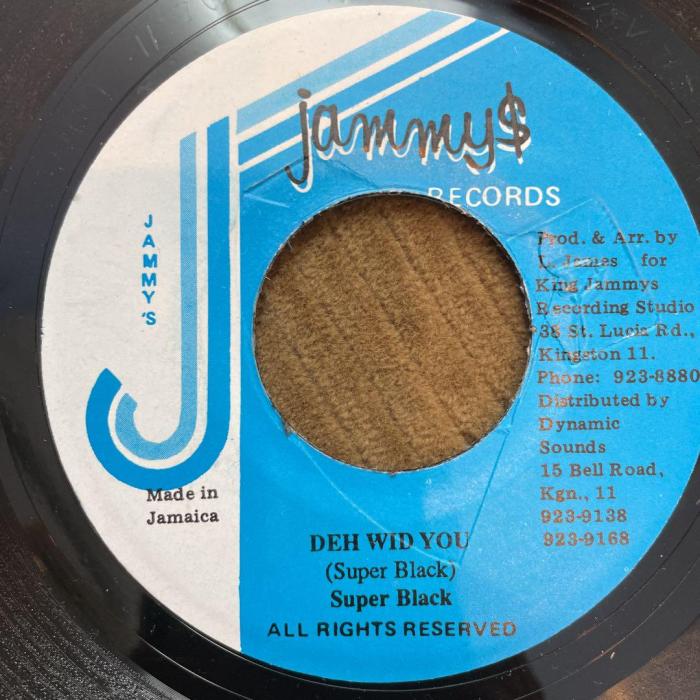 jammy$
RECORDS
JAMMY'S
Prod. & Arr. by
L. James for
King Jammys
Recording Studio
38 St. Lucia Rd.,
Kingston 11.
Phone: 923-8880
Distributed by
Dynamic
Sounds
15 Bell Road,
Kgn., 11
923-9138
923-9168
Made in
Jamaica
DEH WID YOU
(Super Black)
Super Black
ALL RIGHTS RESERVED